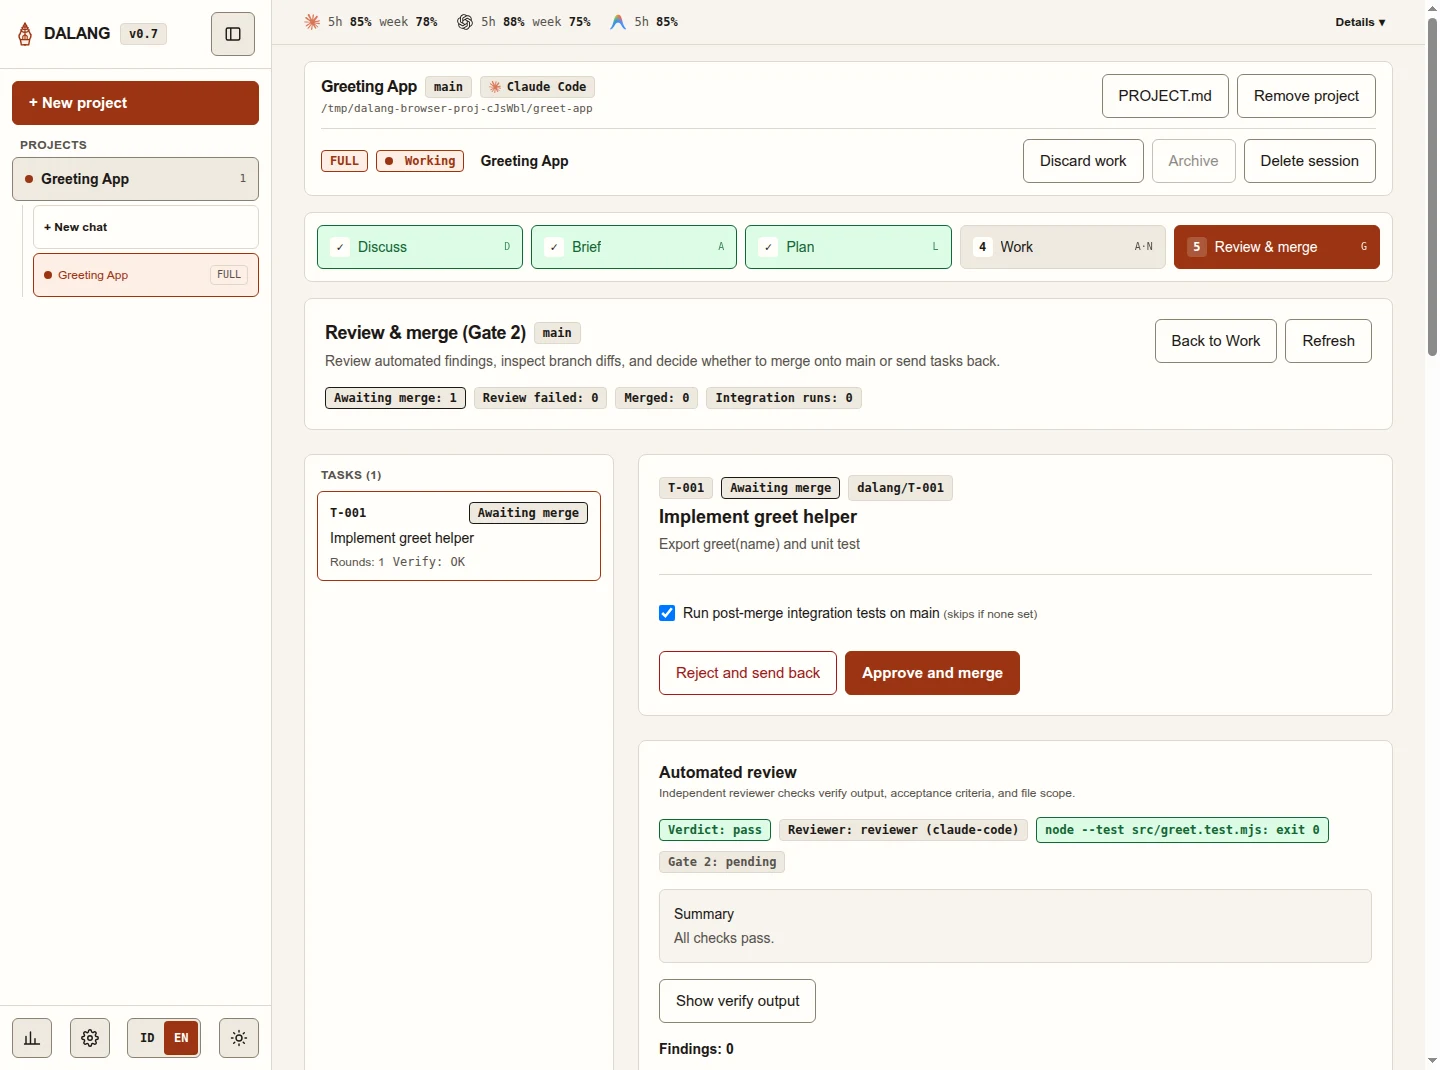 DALANG v0.7
5h 85% week 78% 5h 88% week 75% 5h 85%
Details ▾
+ New project
PROJECTS
Greeting App 1
+ New chat
Greeting App FULL
ID EN
Greeting App main Claude Code
/tmp/dalang-browser-proj-cJsWbl/greet-app
PROJECT.md Remove project
FULL Working Greeting App
Discard work Archive Delete session
✓ Discuss D ✓ Brief A ✓ Plan L 4 Work A·N 5 Review & merge G
Review & merge (Gate 2) main
Review automated findings, inspect branch diffs, and decide whether to merge onto main or send tasks back.
Back to Work Refresh
Awaiting merge: 1 Review failed: 0 Merged: 0 Integration runs: 0
TASKS (1)
T-001 Awaiting merge
Implement greet helper
Rounds: 1 Verify: OK
T-001 Awaiting merge dalang/T-001
Implement greet helper
Export greet(name) and unit test
Run post-merge integration tests on main (skips if none set)
Reject and send back Approve and merge
Automated review
Independent reviewer checks verify output, acceptance criteria, and file scope.
Verdict: pass Reviewer: reviewer (claude-code) node --test src/greet.test.mjs: exit 0
Gate 2: pending
Summary
All checks pass.
Show verify output
Findings: 0